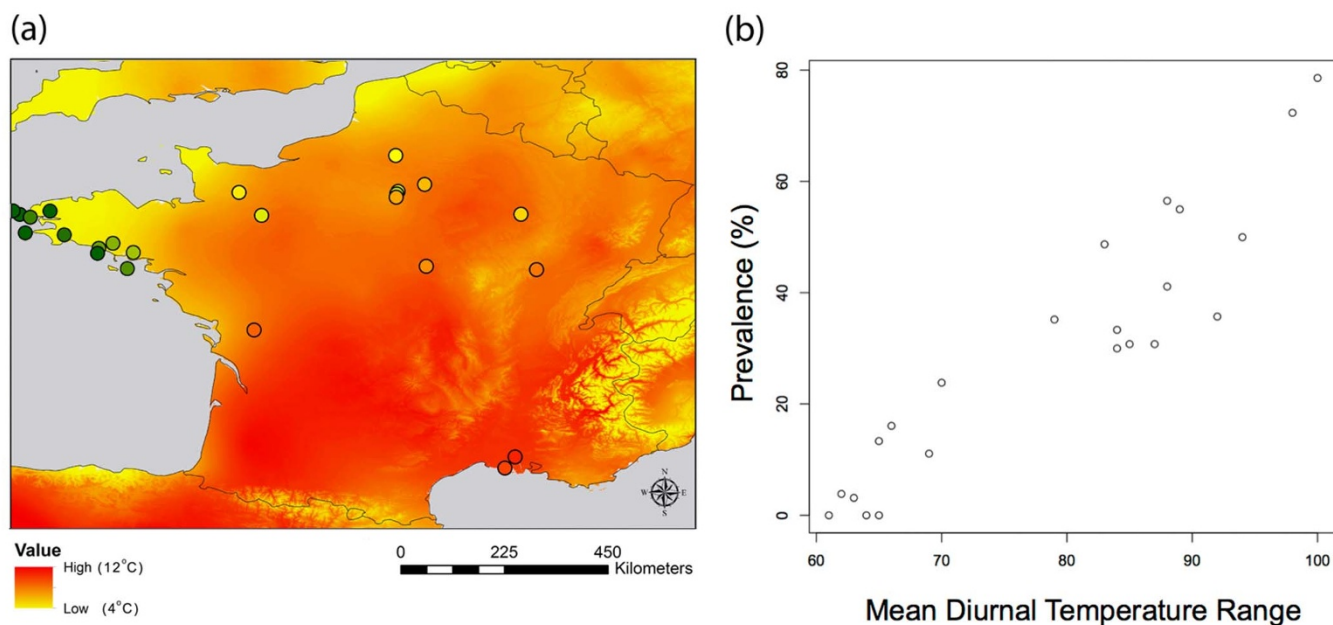 (a)
N
W E
S
Value
High (12°C)
Low (4°C)
0 225 450
Kilometers
(b)
Prevalence (%)
80
60
40
20
0
60 70 80 90 100
Mean Diurnal Temperature Range